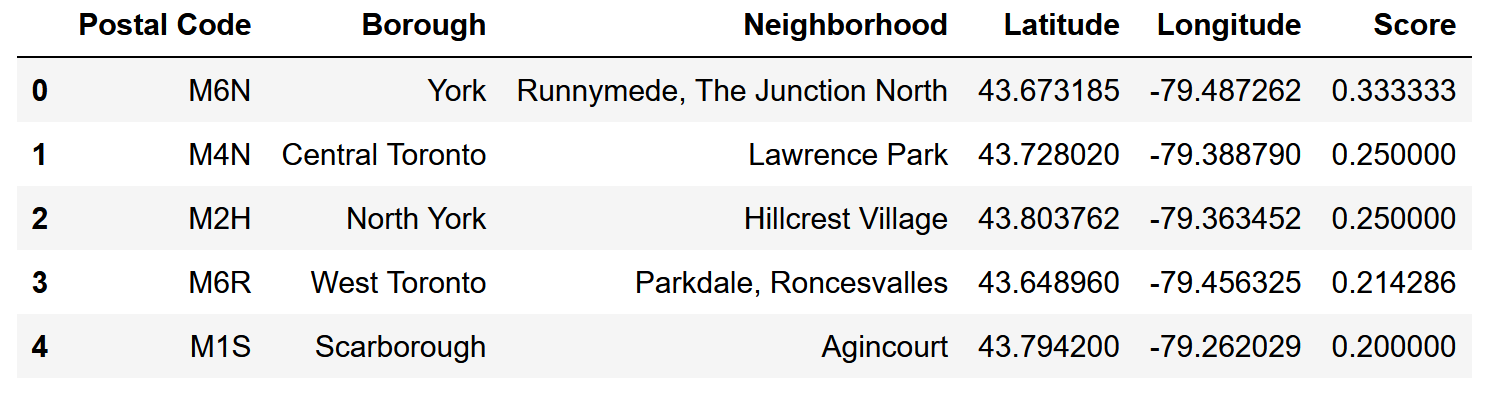 Postal Code Borough Neighborhood Latitude Longitude Score
0 M6N York Runnymede, The Junction North 43.673185 -79.487262 0.333333
1 M4N Central Toronto Lawrence Park 43.728020 -79.388790 0.250000
2 M2H North York Hillcrest Village 43.803762 -79.363452 0.250000
3 M6R West Toronto Parkdale, Roncesvalles 43.648960 -79.456325 0.214286
4 M1S Scarborough Agincourt 43.794200 -79.262029 0.200000